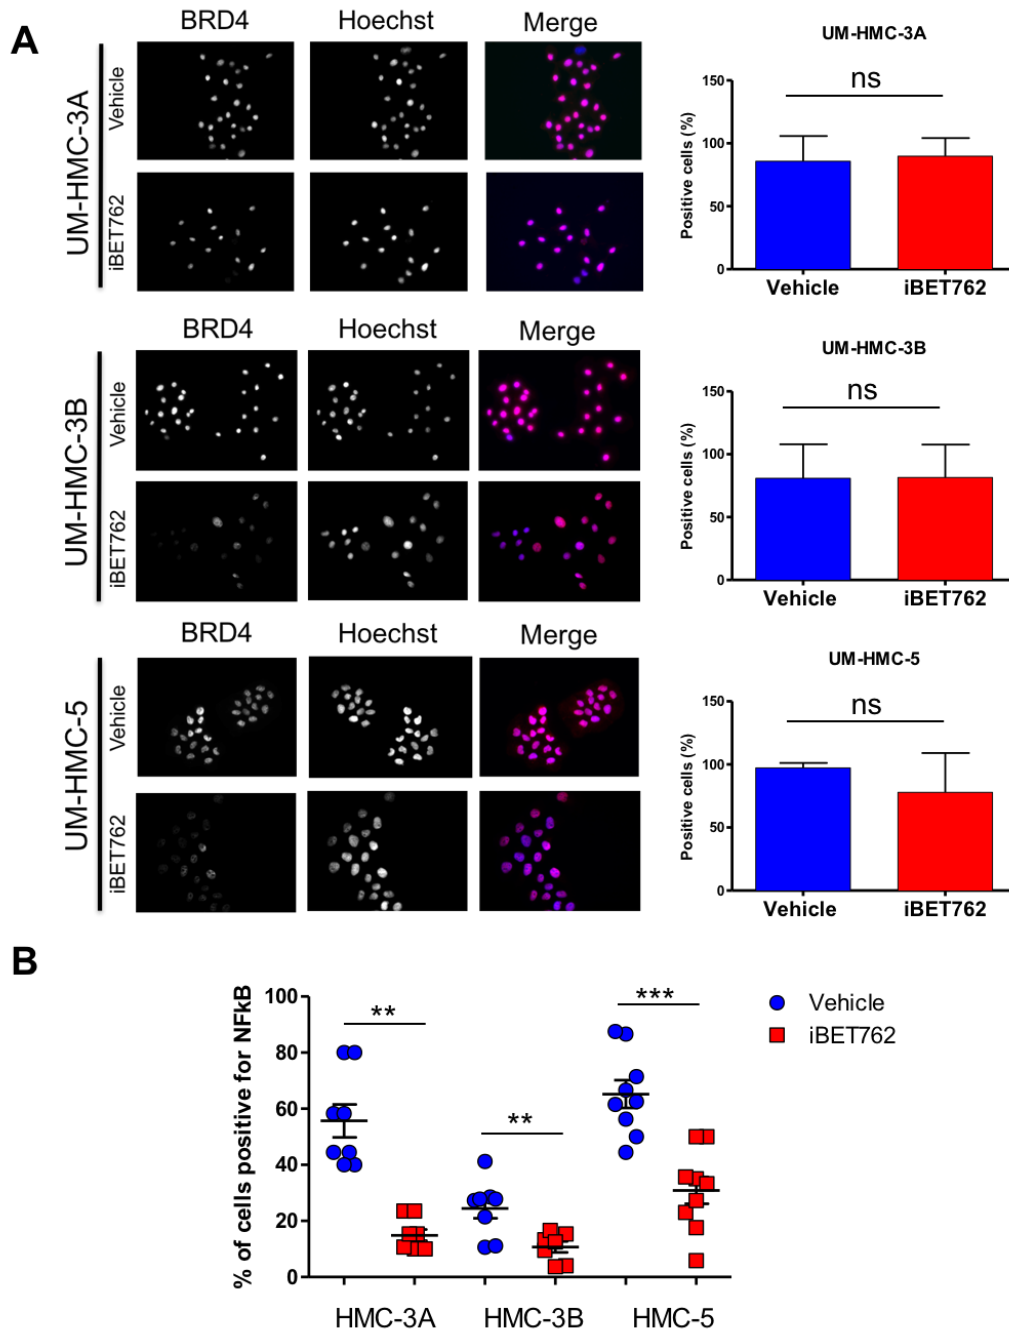 A
BRD4 Hoechst Merge
UM-HMC-3A
Vehicle
iBET762
UM-HMC-3A
Positive cells (%)
150
100
50
0
ns
Vehicle iBET762
BRD4 Hoechst Merge
UM-HMC-3B
Vehicle
iBET762
UM-HMC-3B
Positive cells (%)
150
100
50
0
ns
Vehicle iBET762
BRD4 Hoechst Merge
UM-HMC-5
Vehicle
iBET762
UM-HMC-5
Positive cells (%)
150
100
50
0
ns
Vehicle iBET762
B
% of cells positive for NFkB
100
80
60
40
20
0
**
**
***
HMC-3A HMC-3B HMC-5
Vehicle
iBET762